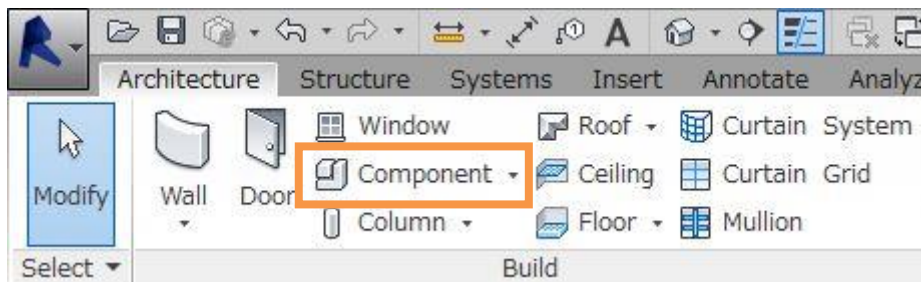 A
Architecture Structure Systems Insert Annotate
Modify
Wall
Door
Window
Component
Column
Roof
Ceiling
Floor
Curtain System
Curtain Grid
Mullion
Select
Build